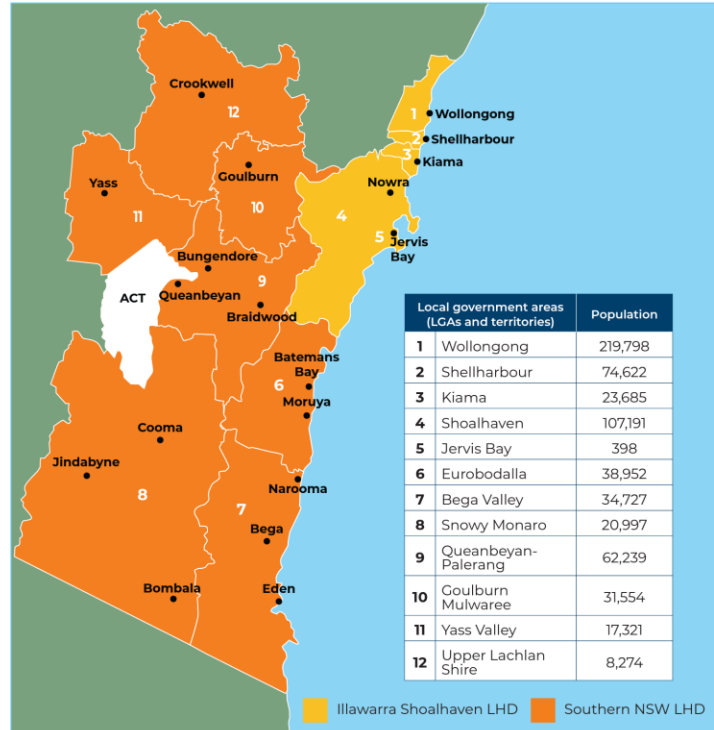 Crookwell
12
1
Wollongong
2
Shellharbour
3
Kiama
Goulburn
Yass
10
Nowra
4
11
5
Jervis
Bay
Bungendore
9
ACT
Queanbeyan
Braidwood
Batemans
Bay
6
Moruya
Cooma
Jindabyne
8
Narooma
7
Bega
Bombala
Eden
Local government areas
(LGAs and territories)
Population
1 Wollongong 219,798
2 Shellharbour 74,622
3 Kiama 23,685
4 Shoalhaven 107,191
5 Jervis Bay 398
6 Eurobodalla 38,952
7 Bega Valley 34,727
8 Snowy Monaro 20,997
9 Queanbeyan-
Palerang 62,239
10 Goulburn
Mulwaree 31,554
11 Yass Valley 17,321
12 Upper Lachlan
Shire 8,274
Illawarra Shoalhaven LHD
Southern NSW LHD